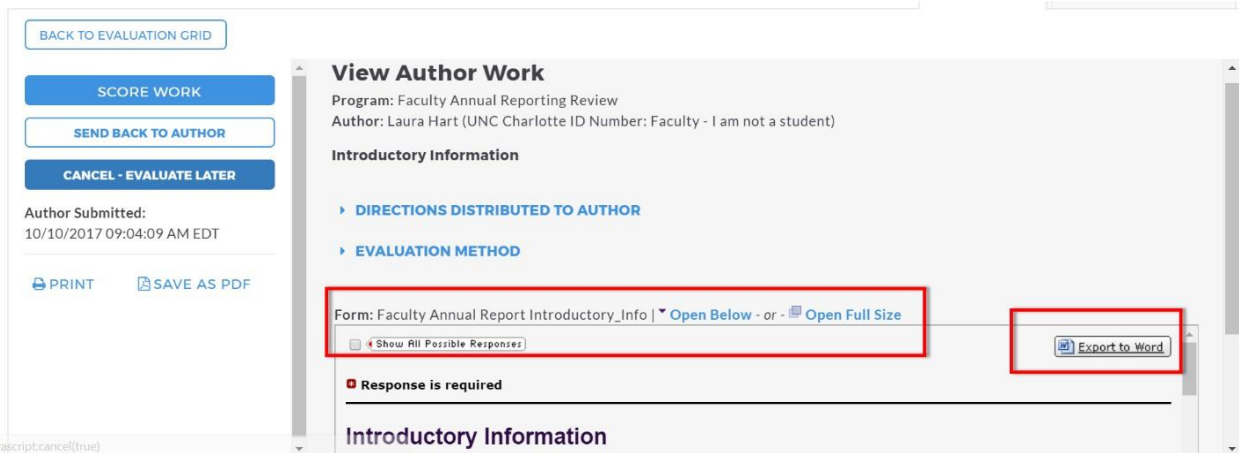 BACK TO EVALUATION GRID
SCORE WORK
SEND BACK TO AUTHOR
CANCEL - EVALUATE LATER
Author Submitted:
10/10/2017 09:04:09 AM EDT
PRINT
SAVE AS PDF
View Author Work
Program: Faculty Annual Reporting Review
Author: Laura Hart (UNC Charlotte ID Number: Faculty - I am not a student)
Introductory Information
DIRECTIONS DISTRIBUTED TO AUTHOR
EVALUATION METHOD
Form: Faculty Annual Report Introductory_Info | Open Below - or - Open Full Size
Show All Possible Responses
Export to Word
Response is required
Introductory Information
ascript:cancel(true)